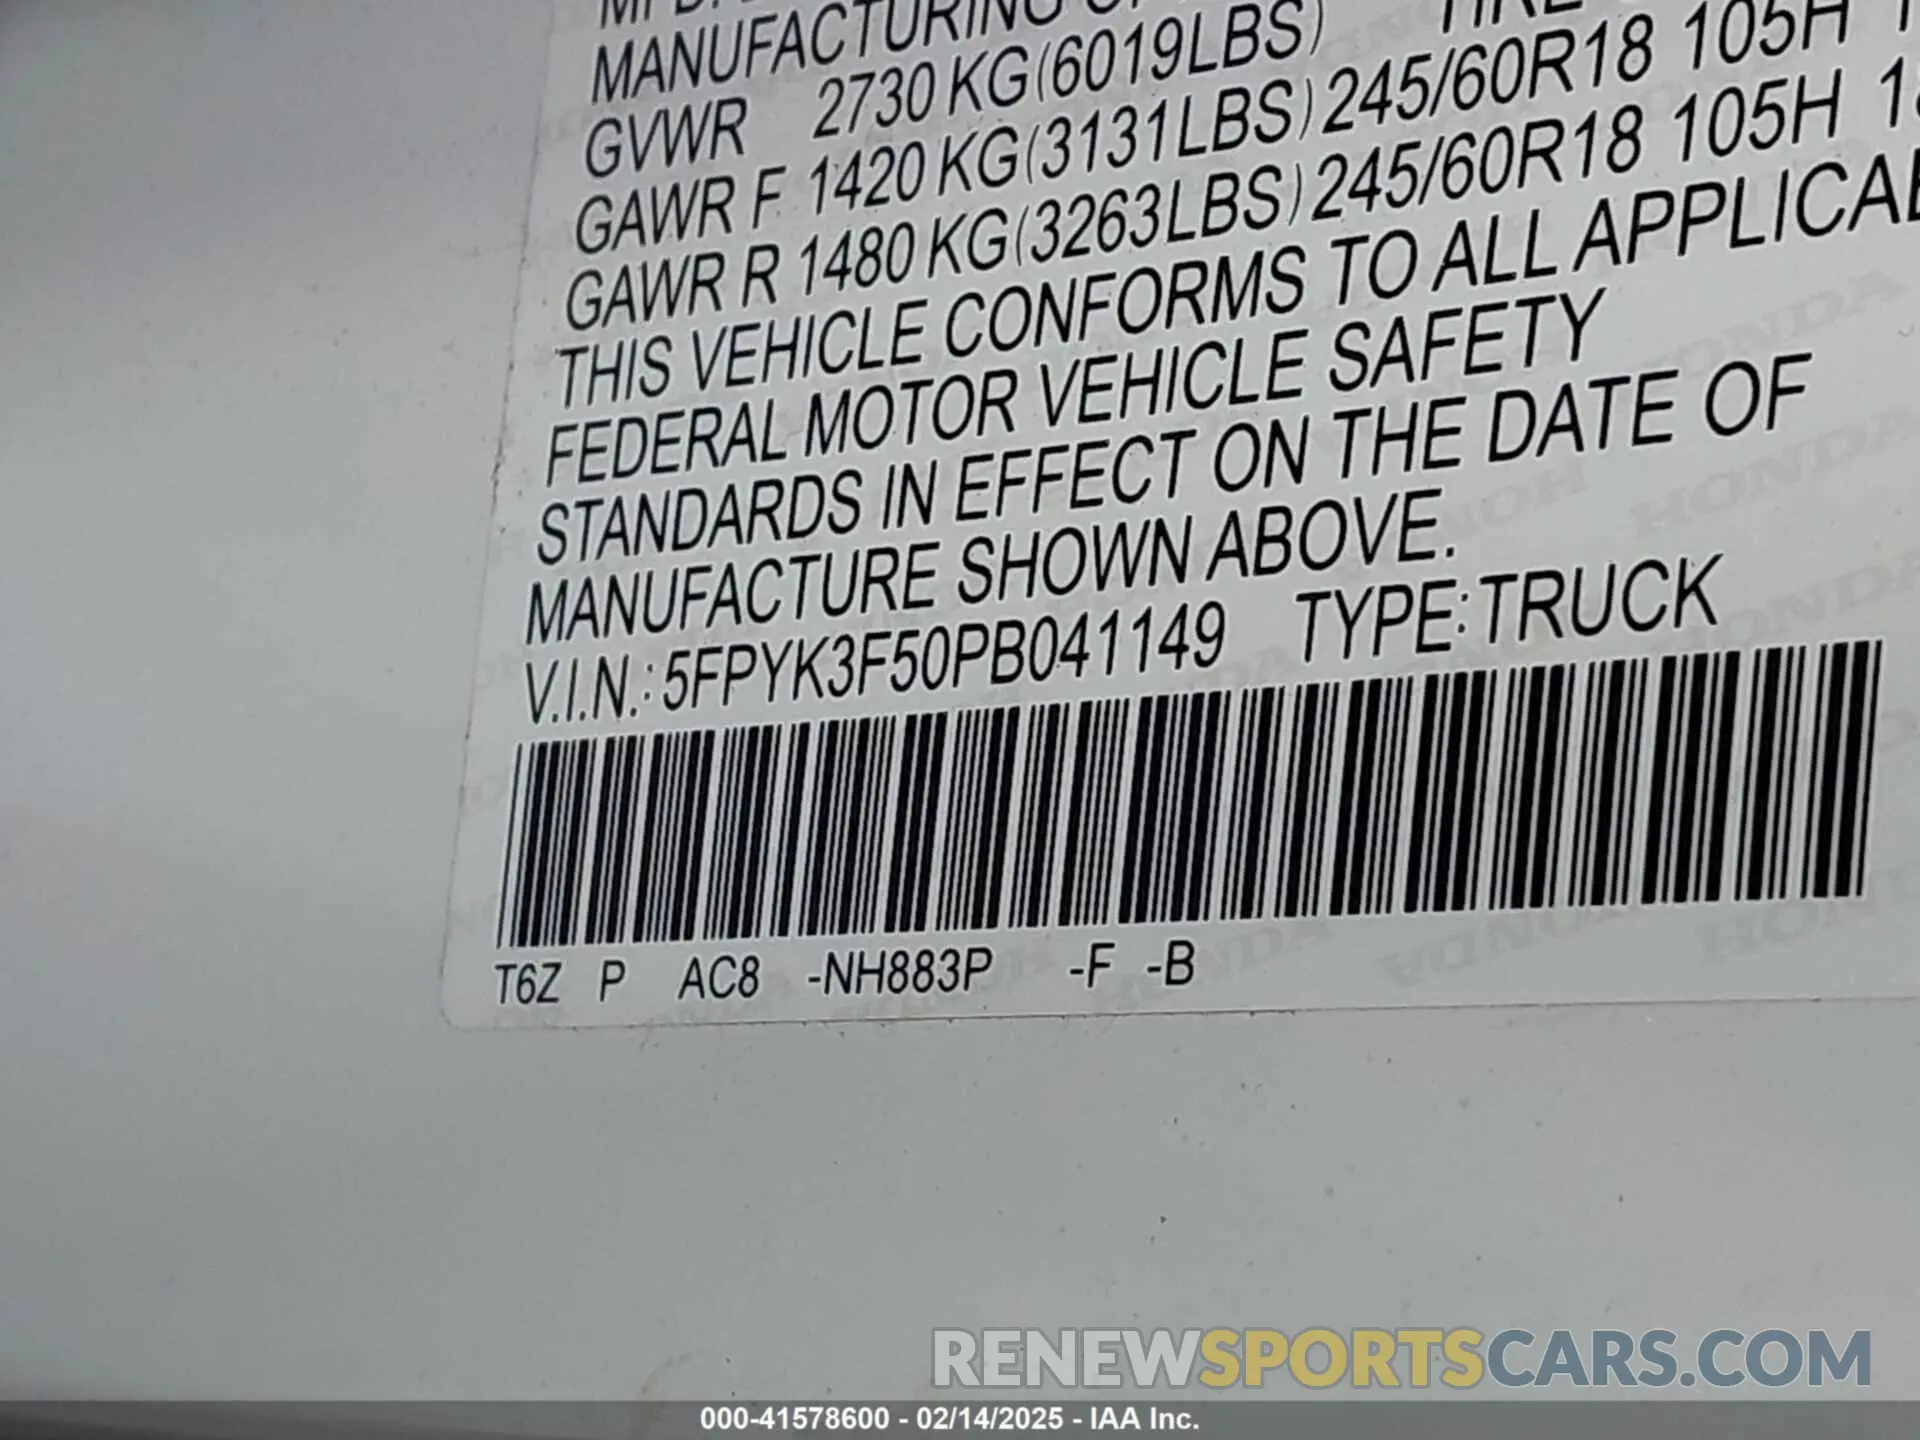 MANUFACTURING
GVWR 2730 KG(6019LBS)
GAWR F 1420 KG(3131LBS) 245/60R18 105H
GAWR R 1480 KG(3263LBS) 245/60R18 105H 18
THIS VEHICLE CONFORMS TO ALL
FEDERAL MOTOR VEHICLE SAFETY
STANDARDS IN EFFECT ON THE DATE OF
MANUFACTURE SHOWN ABOVE.
V.I.N.: 5FPYK3F50PB041149 TYPE: TRUCK
T6Z P AC8 -NH883P -F -B
RENEWSPORTSCARS.COM
000-41578600 - 02/14/2025 - IAA Inc.